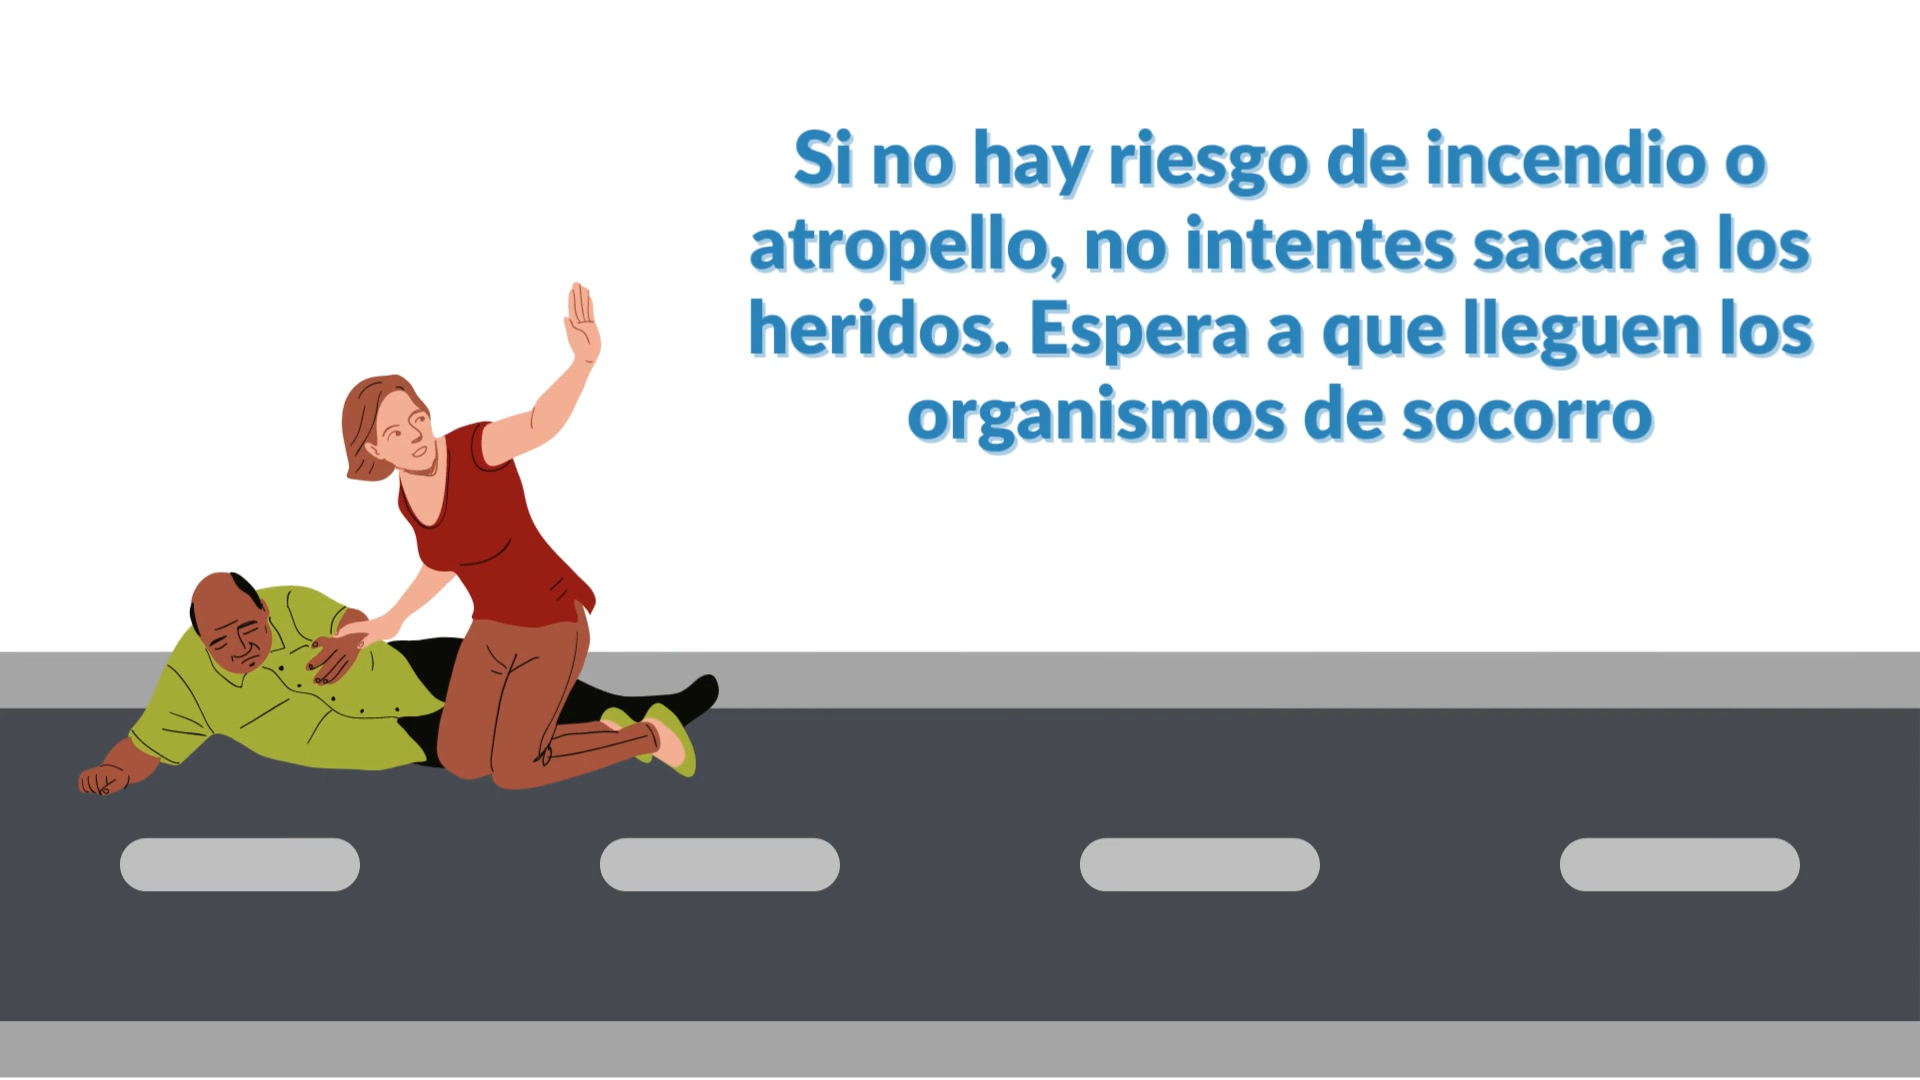 Si no hay riesgo de incendio o
atropello, no intentes sacar a los
heridos. Espera a que lleguen los
organismos de socorro